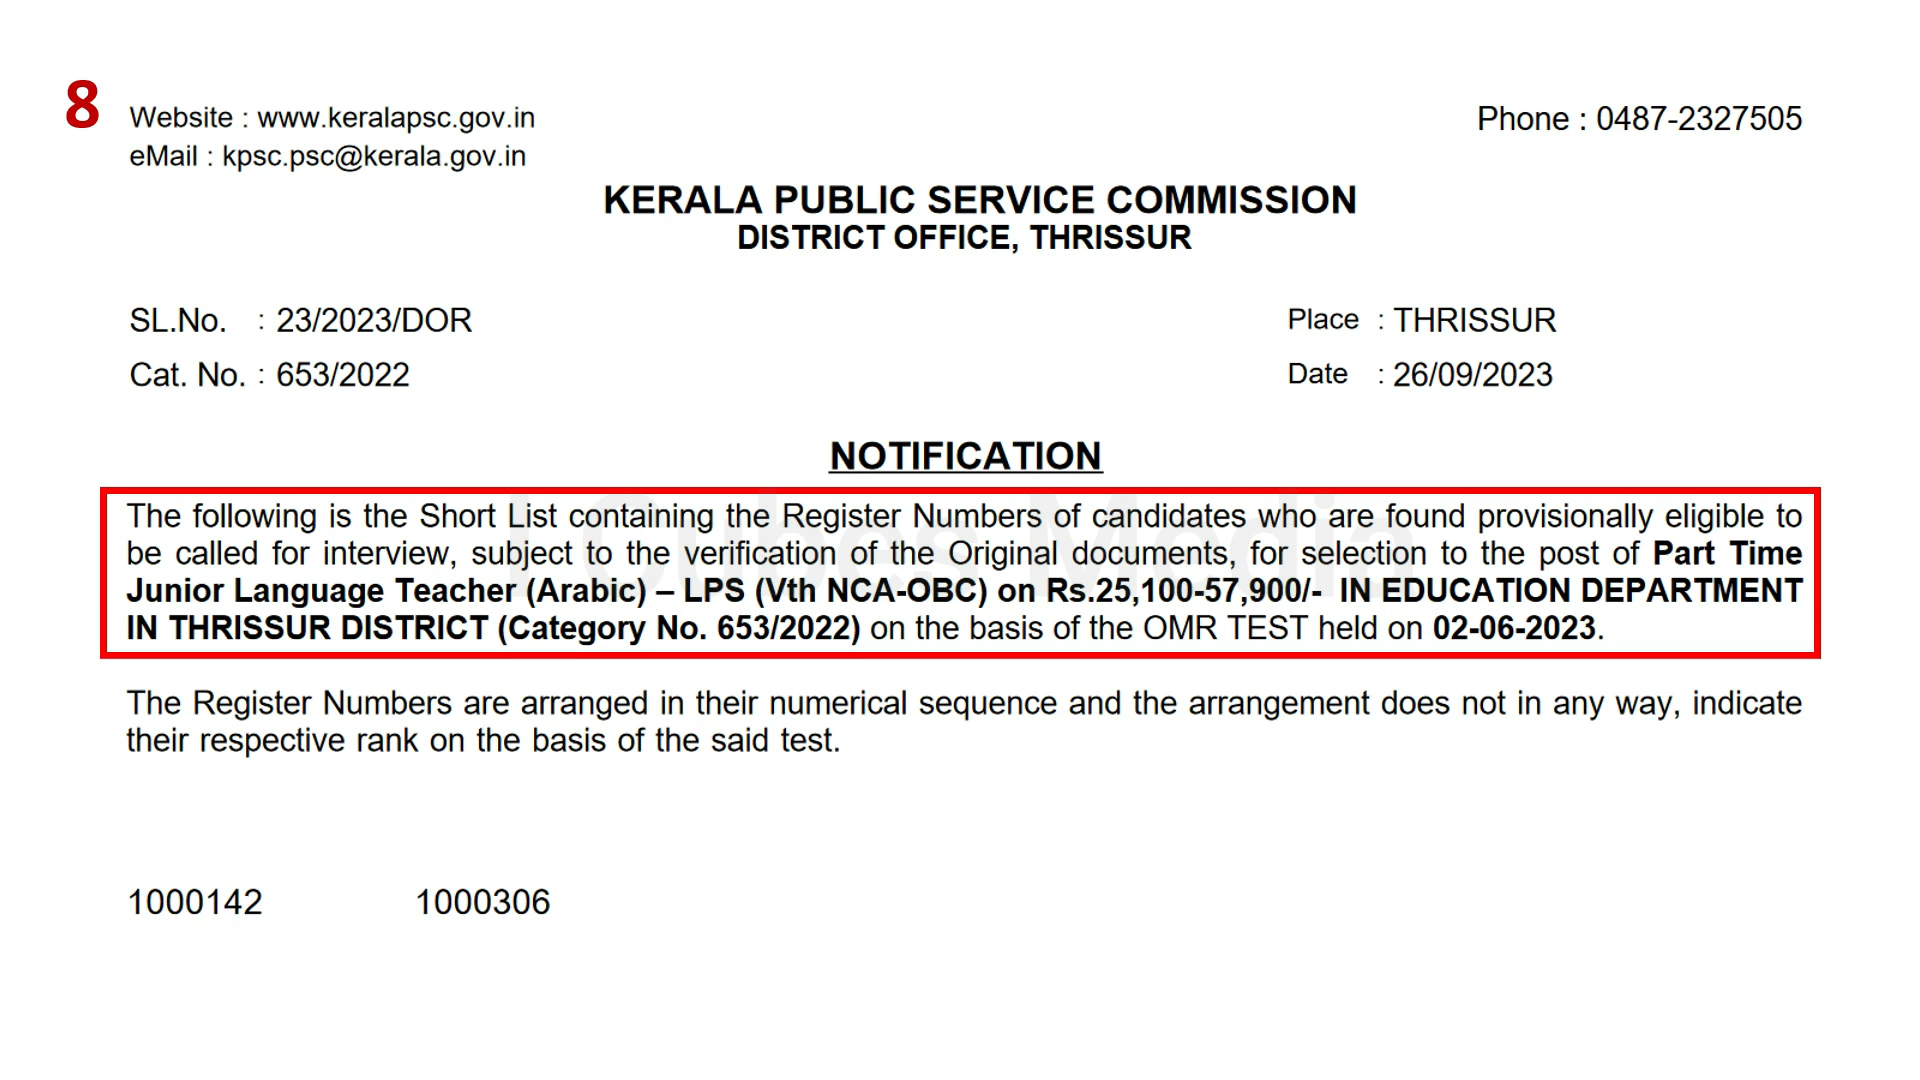 8
Website : www.keralapsc.gov.in
Phone : 0487-2327505
eMail : kpsc.psc@kerala.gov.in
KERALA PUBLIC SERVICE COMMISSION
DISTRICT OFFICE, THRISSUR
SL.No. : 23/2023/DOR
Place : THRISSUR
Cat. No. : 653/2022
Date : 26/09/2023
NOTIFICATION
I Cubes Media
The following is the Short List containing the Register Numbers of candidates who are found provisionally eligible to
be called for interview, subject to the verification of the Original documents, for selection to the post of Part Time
Junior Language Teacher (Arabic) – LPS (Vth NCA-OBC) on Rs.25,100-57,900/- IN EDUCATION DEPARTMENT
IN THRISSUR DISTRICT (Category No. 653/2022) on the basis of the OMR TEST held on 02-06-2023.
The Register Numbers are arranged in their numerical sequence and the arrangement does not in any way, indicate
their respective rank on the basis of the said test.
1000142 1000306